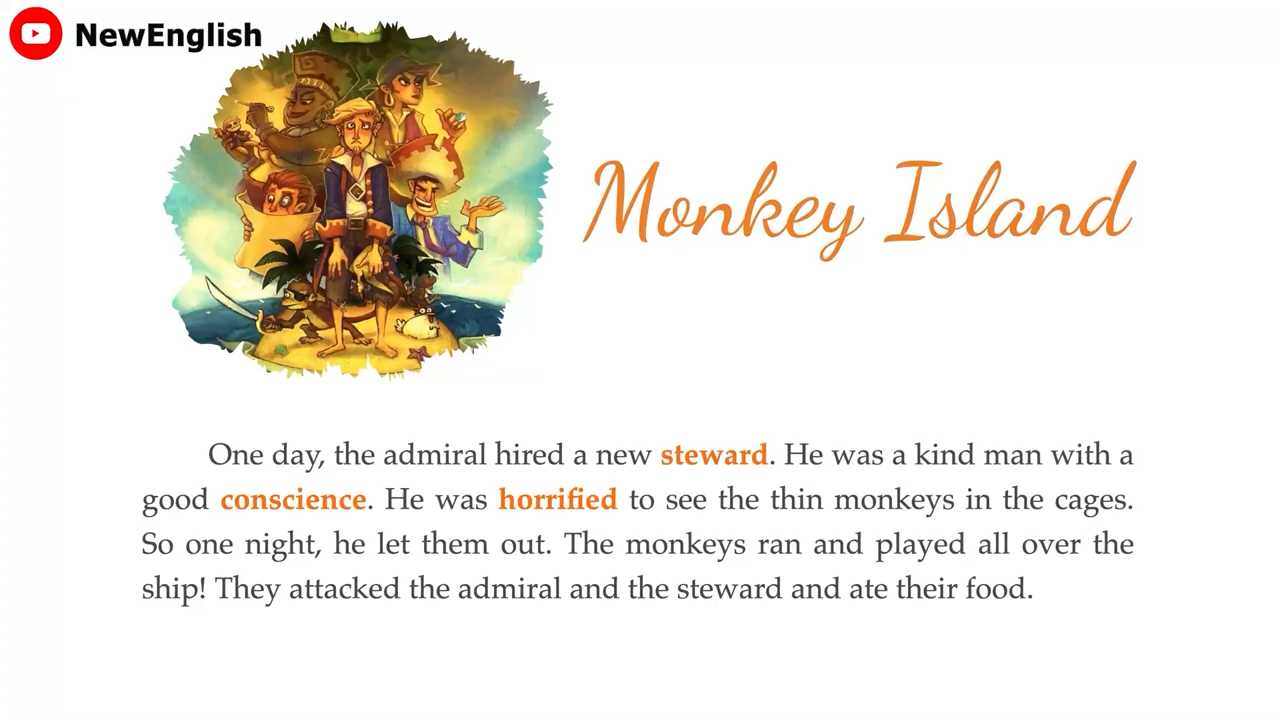 NewEnglish
Monkey Island
One day, the admiral hired a new steward. He was a kind man with a
good conscience. He was horrified to see the thin monkeys in the cages.
So one night, he let them out. The monkeys ran and played all over the
ship! They attacked the admiral and the steward and ate their food.